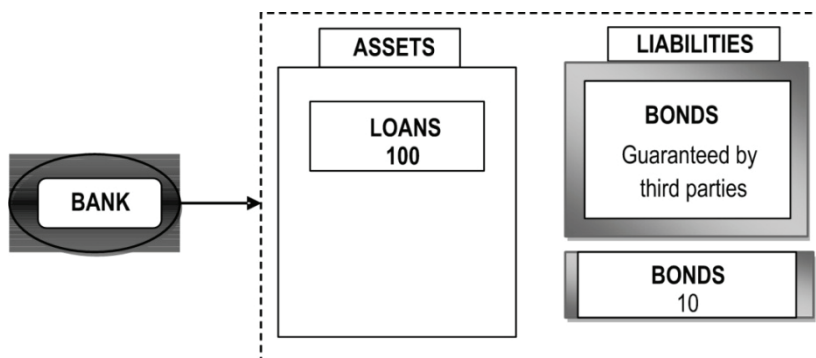 ASSETS
LIABILITIES
LOANS
100
BONDS
Guaranteed by
third parties
BANK
BONDS
10